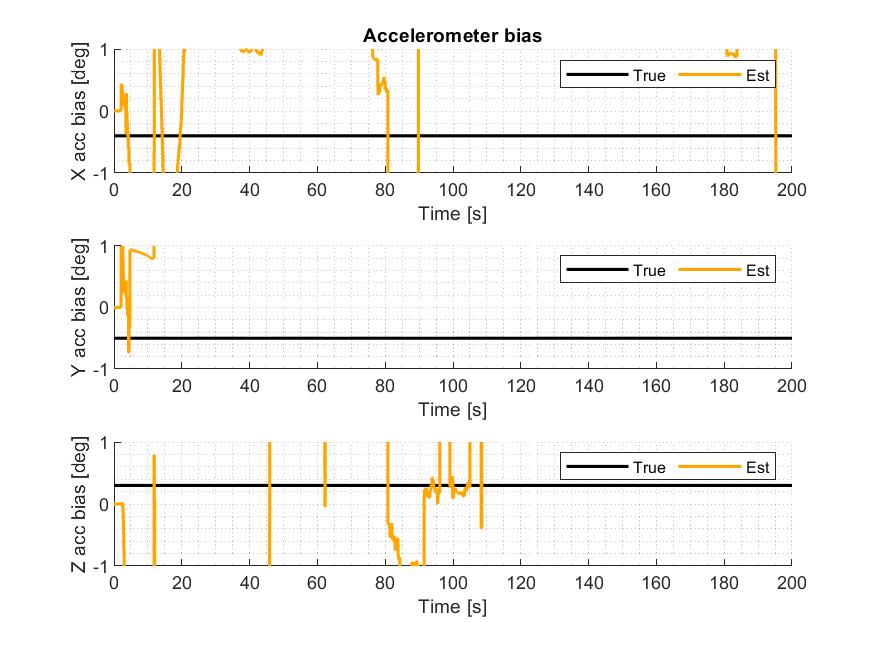 Accelerometer bias
X acc bias [deg]
1
0
-1
True Est
0 20 40 60 80 100 120 140 160 180 200
Time [s]
Y acc bias [deg]
1
0
-1
True Est
0 20 40 60 80 100 120 140 160 180 200
Time [s]
Z acc bias [deg]
1
0
-1
True Est
0 20 40 60 80 100 120 140 160 180 200
Time [s]